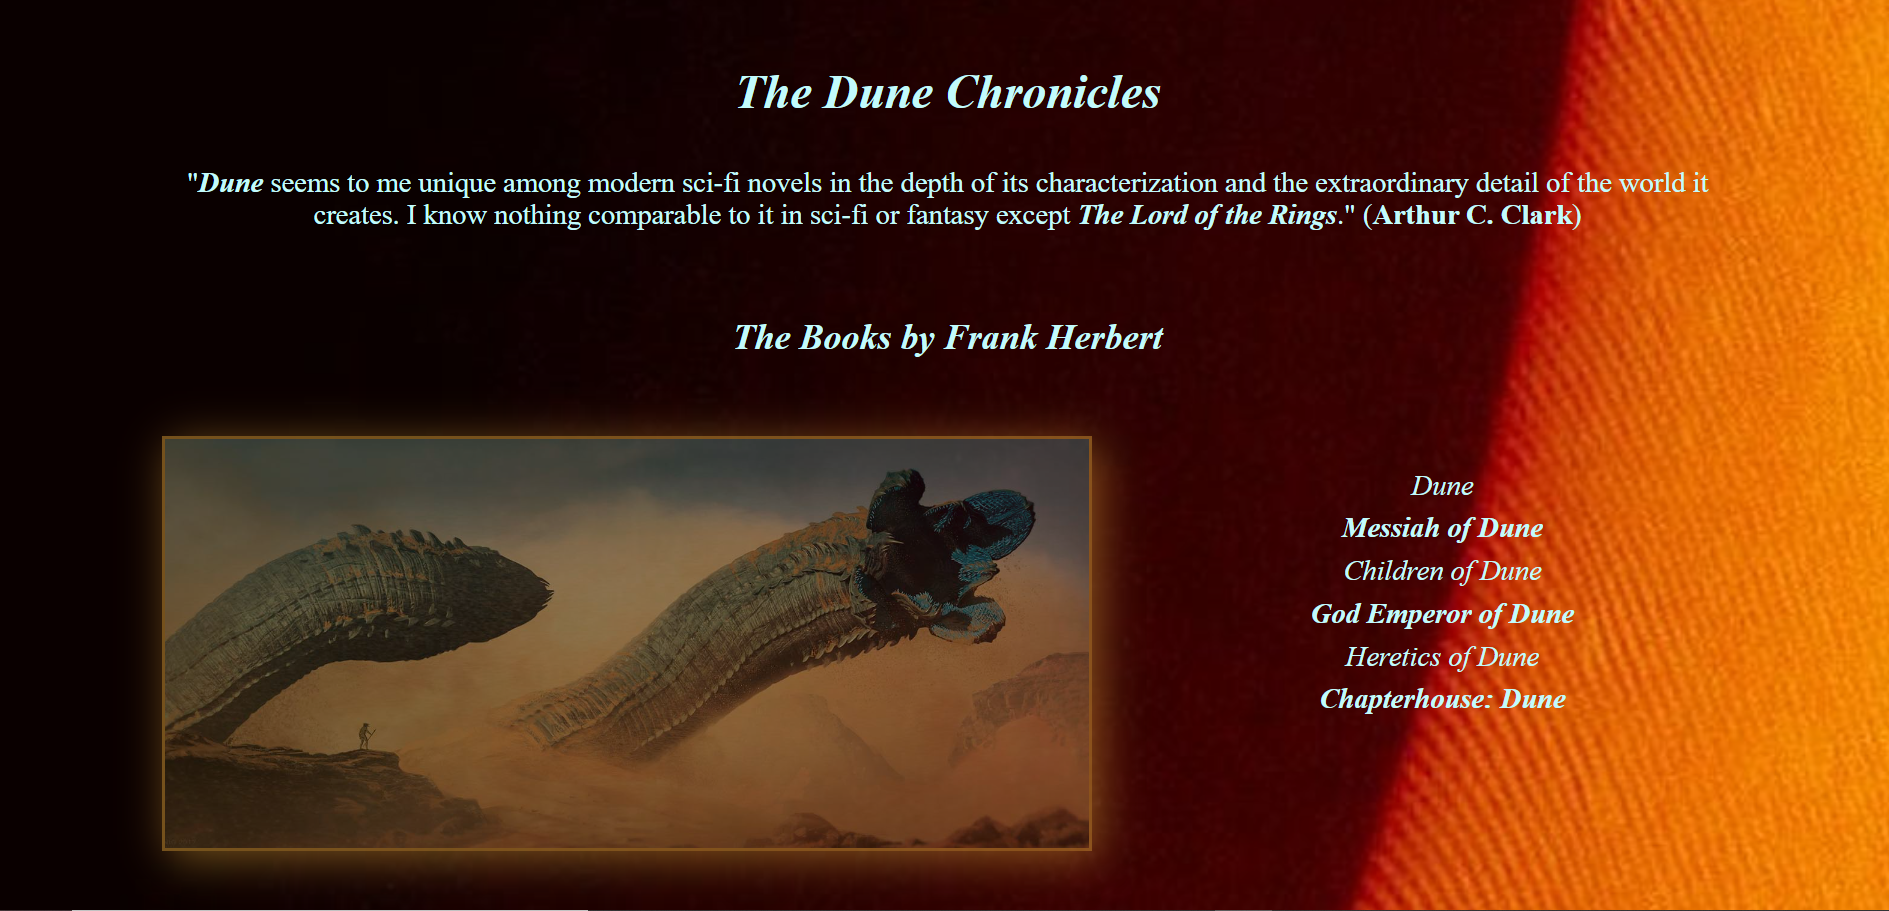 The Dune Chronicles
"Dune seems to me unique among modern sci-fi novels in the depth of its characterization and the extraordinary detail of the world it
creates. I know nothing comparable to it in sci-fi or fantasy except The Lord of the Rings." (Arthur C. Clark)
The Books by Frank Herbert
Dune
Messiah of Dune
Children of Dune
God Emperor of Dune
Heretics of Dune
Chapterhouse: Dune